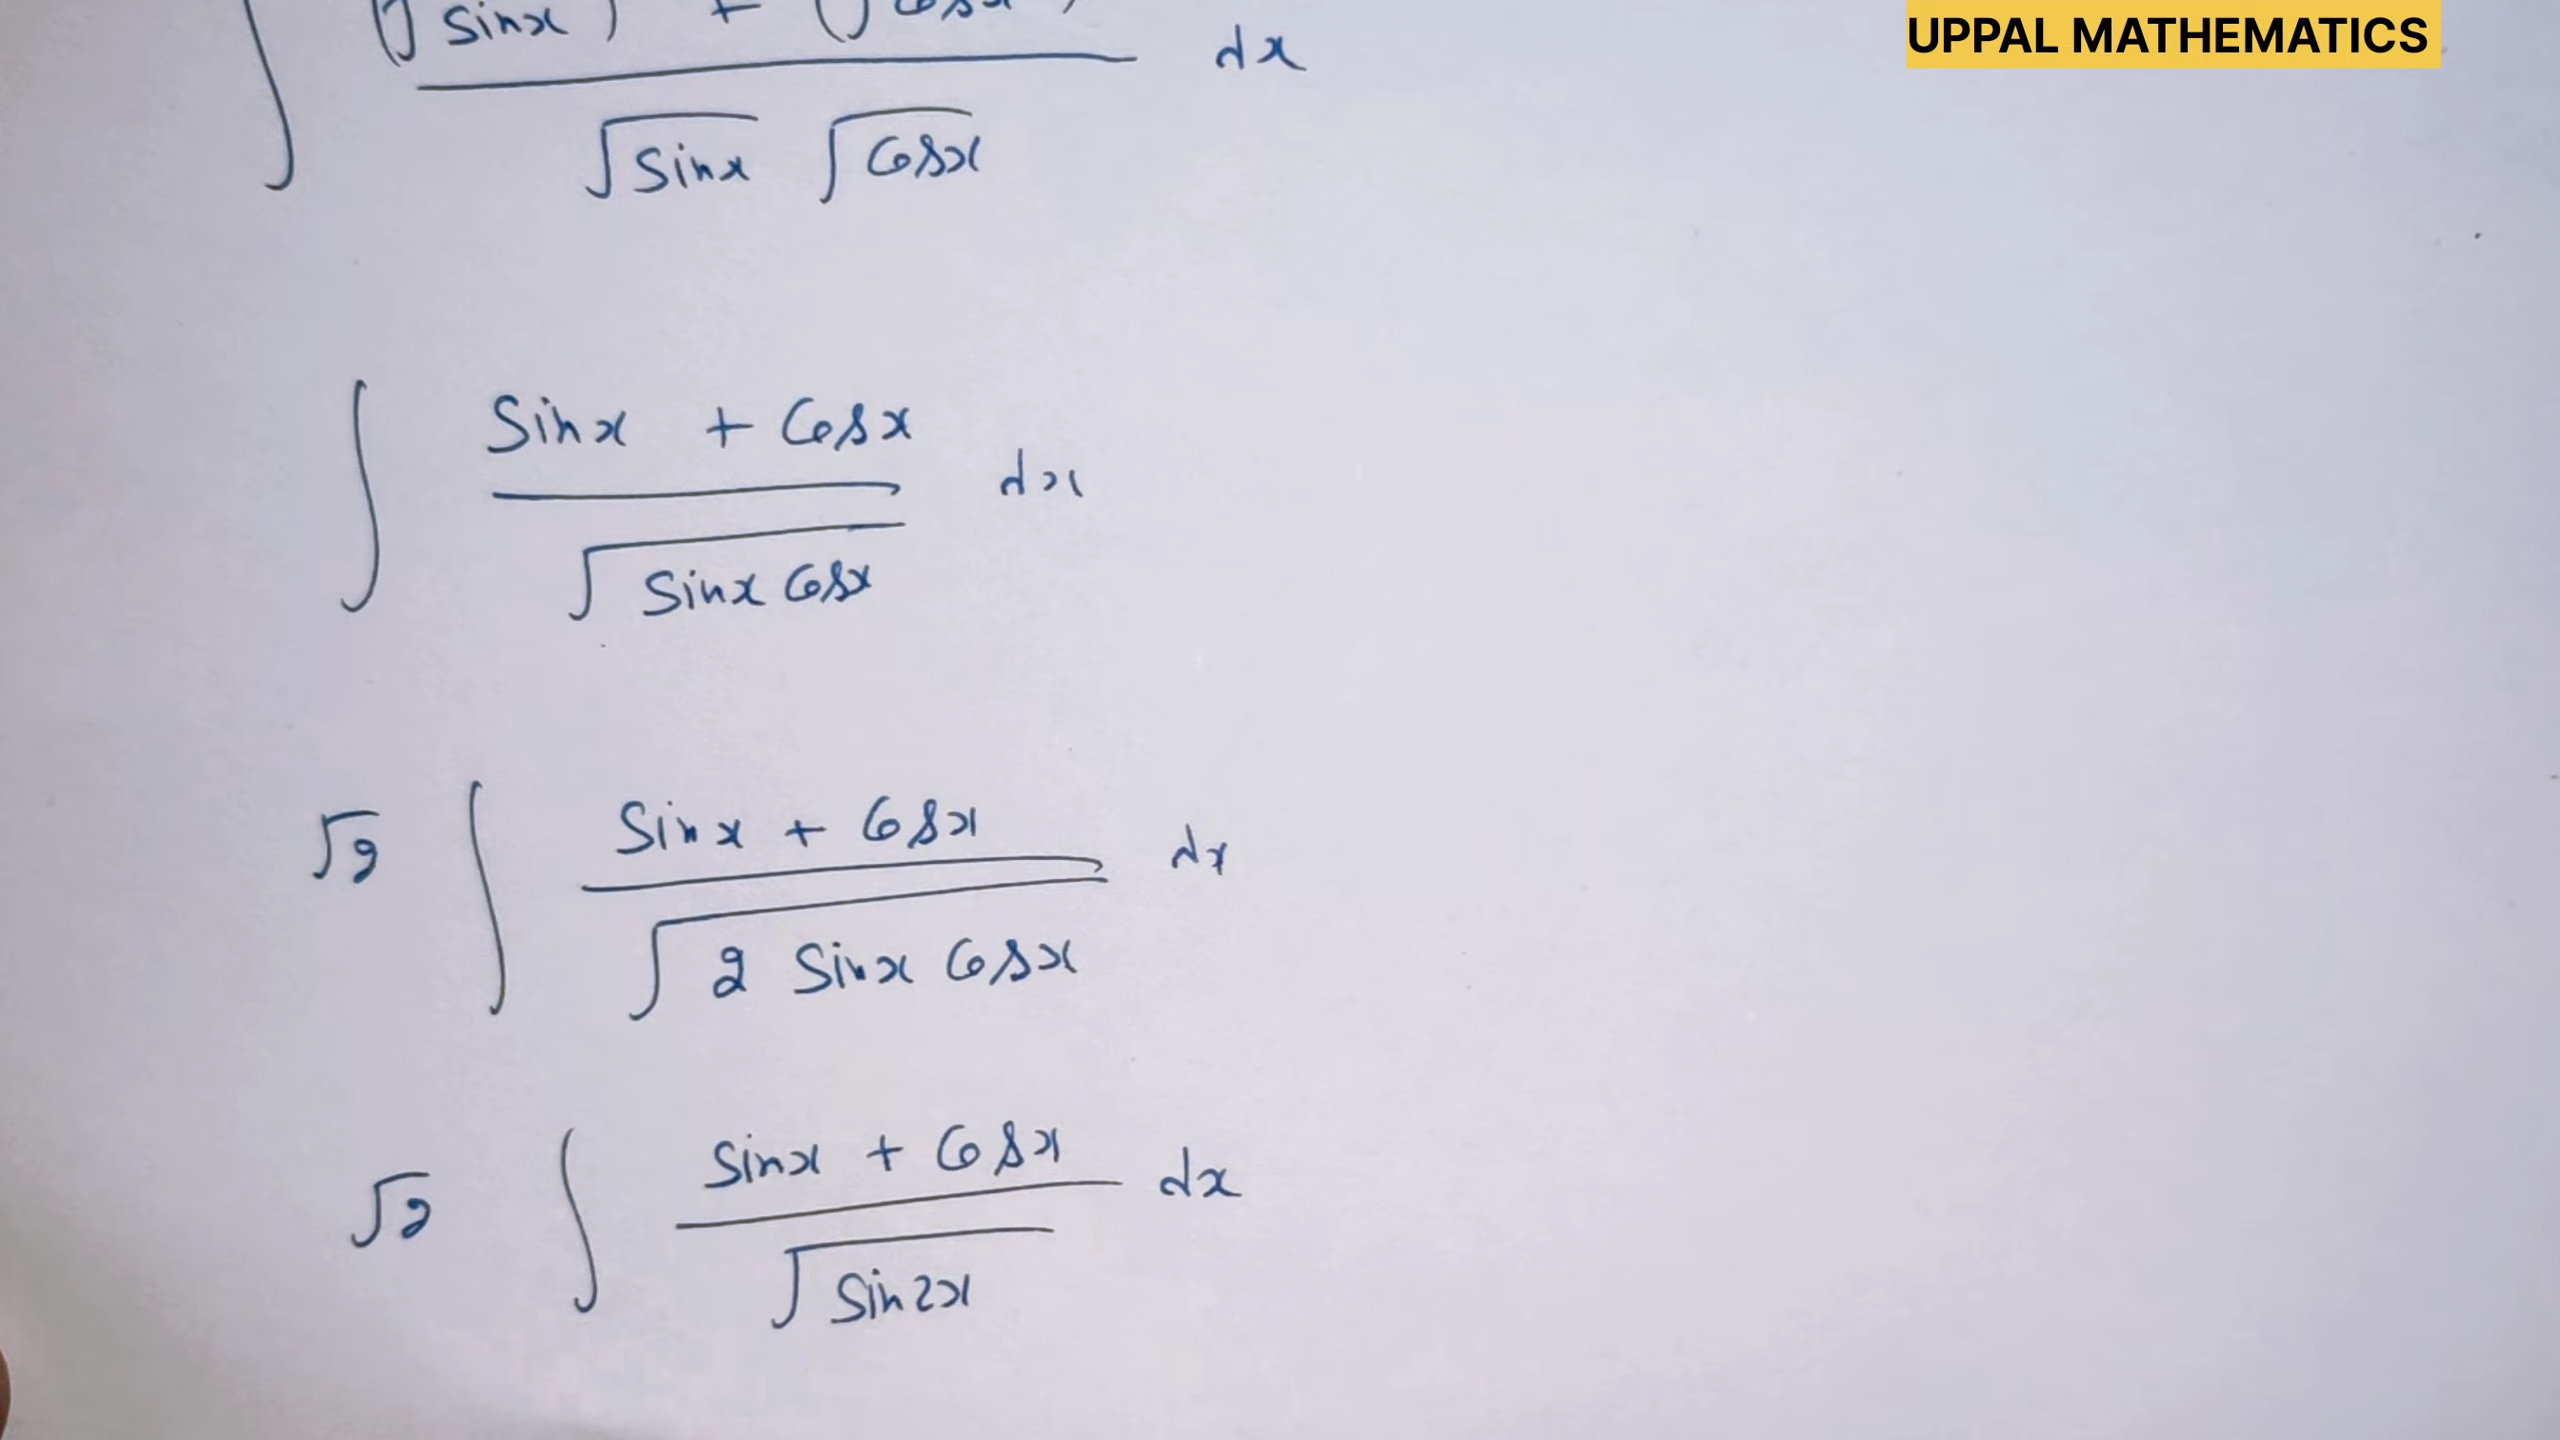 UPPAL MATHEMATICS
∫ (√sinx) + (√cosx) dx
√sinx √cosx
∫ Sinx + Cosx dx
√Sinx Cosx
√2 ∫ Sinx + Cosx dx
√2 Sinx Cosx
√2 ∫ Sinx + Cosx dx
√Sin2x